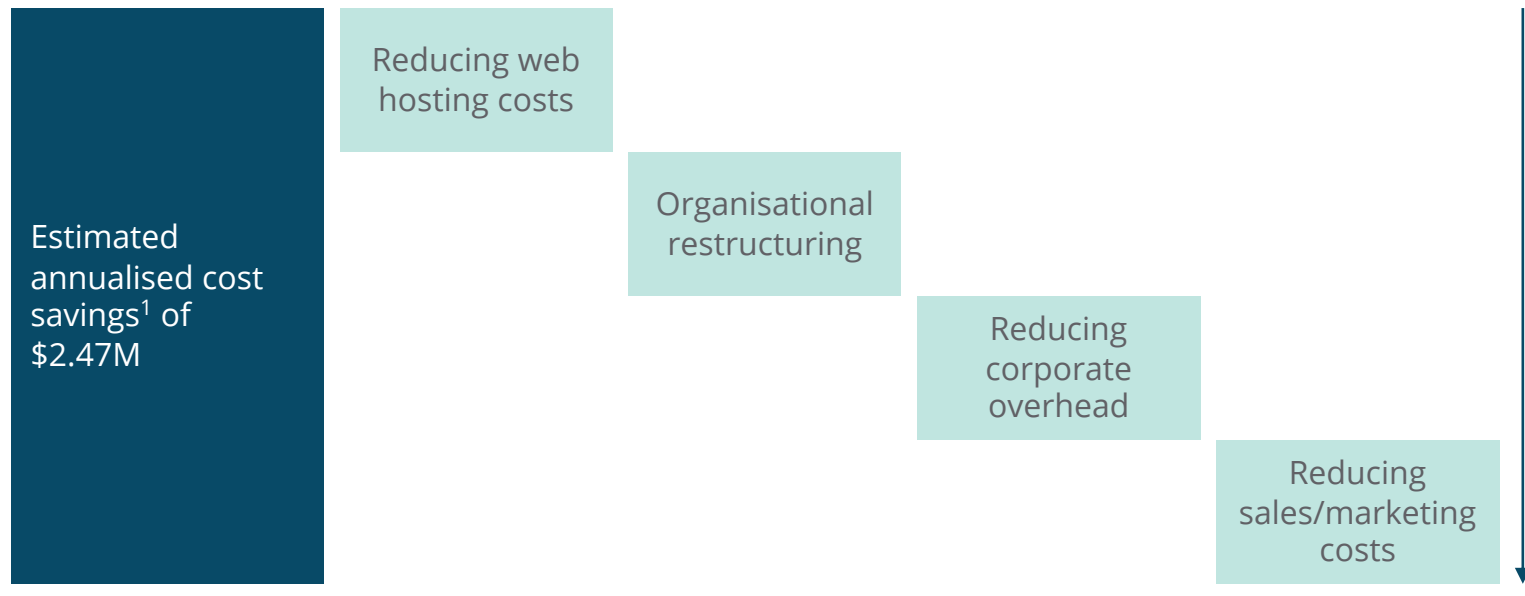 Reducing web
hosting costs
Organisational
restructuring
Estimated
annualised cost
savings¹ of
$2.47M
Reducing
corporate
overhead
Reducing
sales/marketing
costs